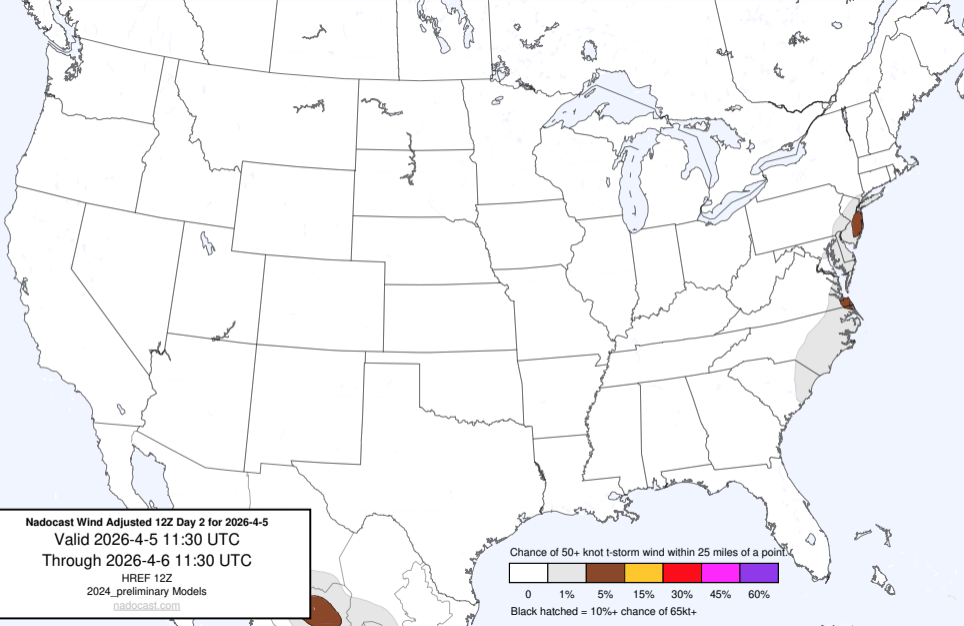 Nadocast Wind Adjusted 12Z Day 2 for 2026-4-5
Valid 2026-4-5 11:30 UTC
Through 2026-4-6 11:30 UTC
HREF 12Z
2024_preliminary Models
nadocast.com
Chance of 50+ knot t-storm wind within 25 miles of a point.
0 1% 5% 15% 30% 45% 60%
Black hatched = 10%+ chance of 65kt+